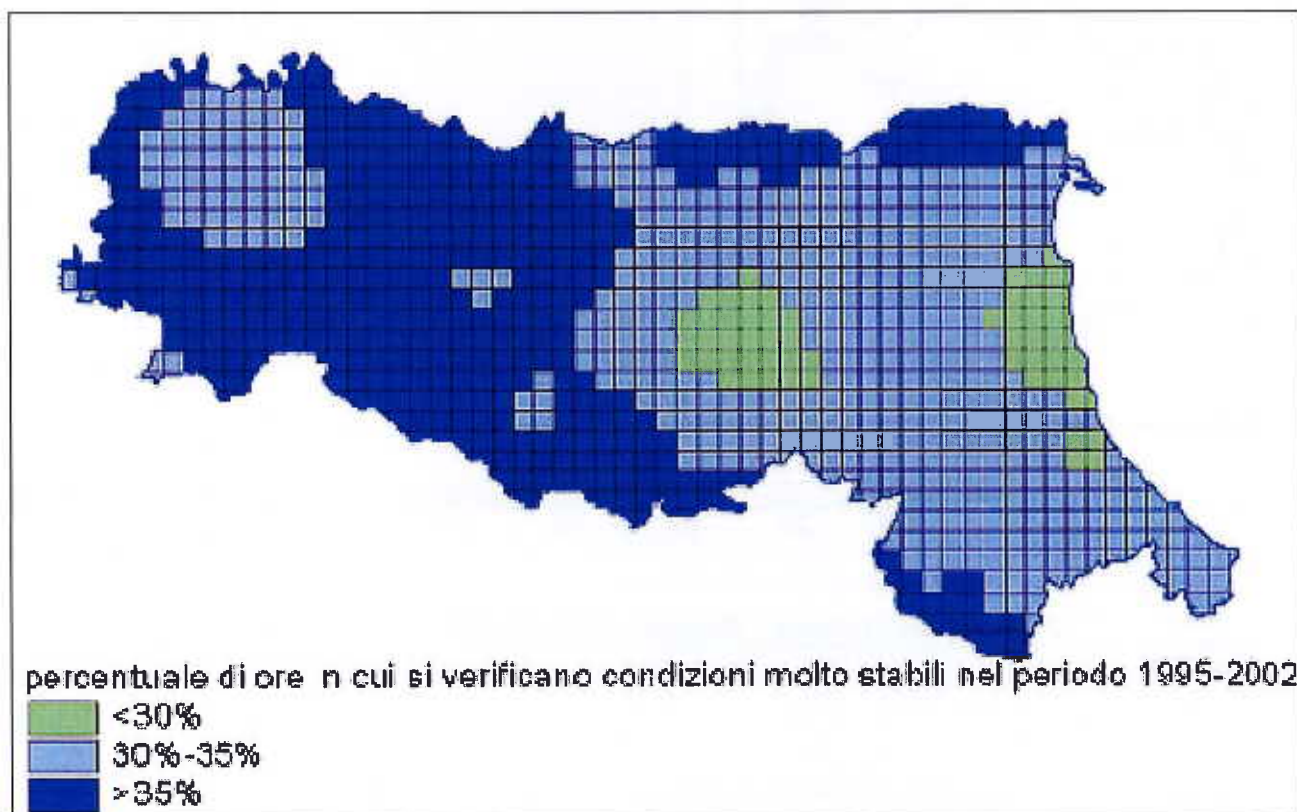 percentuale di ore n cui si verificano condizioni molto stabili nel periodo 1995-2002
<30%
30%-35%
>35%